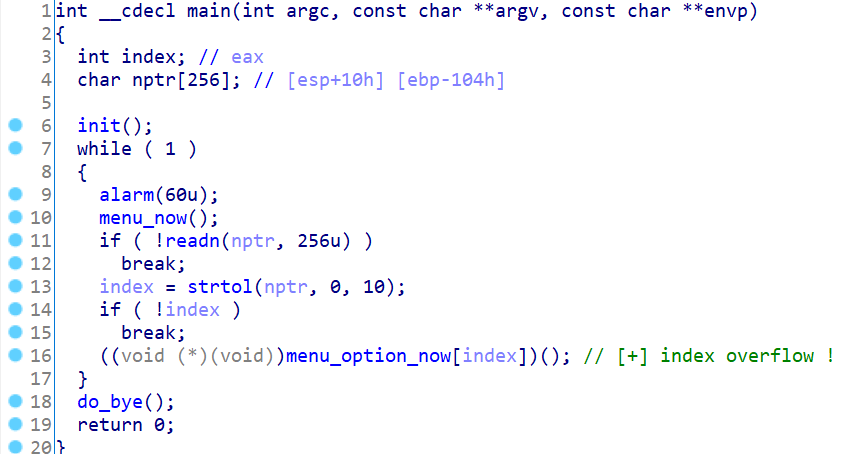 1 int __cdecl main(int argc, const char **argv, const char **envp)
2 {
3   int index; // eax
4   char nptr[256]; // [esp+10h] [ebp-104h]
5
6   init();
7   while ( 1 )
8   {
9     alarm(60u);
10     menu_now();
11     if ( !readn(nptr, 256u) )
12       break;
13     index = strtol(nptr, 0, 10);
14     if ( !index )
15       break;
16     ((void (*)(void))menu_option_now[index])(); // [+] index overflow !
17   }
18   do_bye();
19   return 0;
20 }